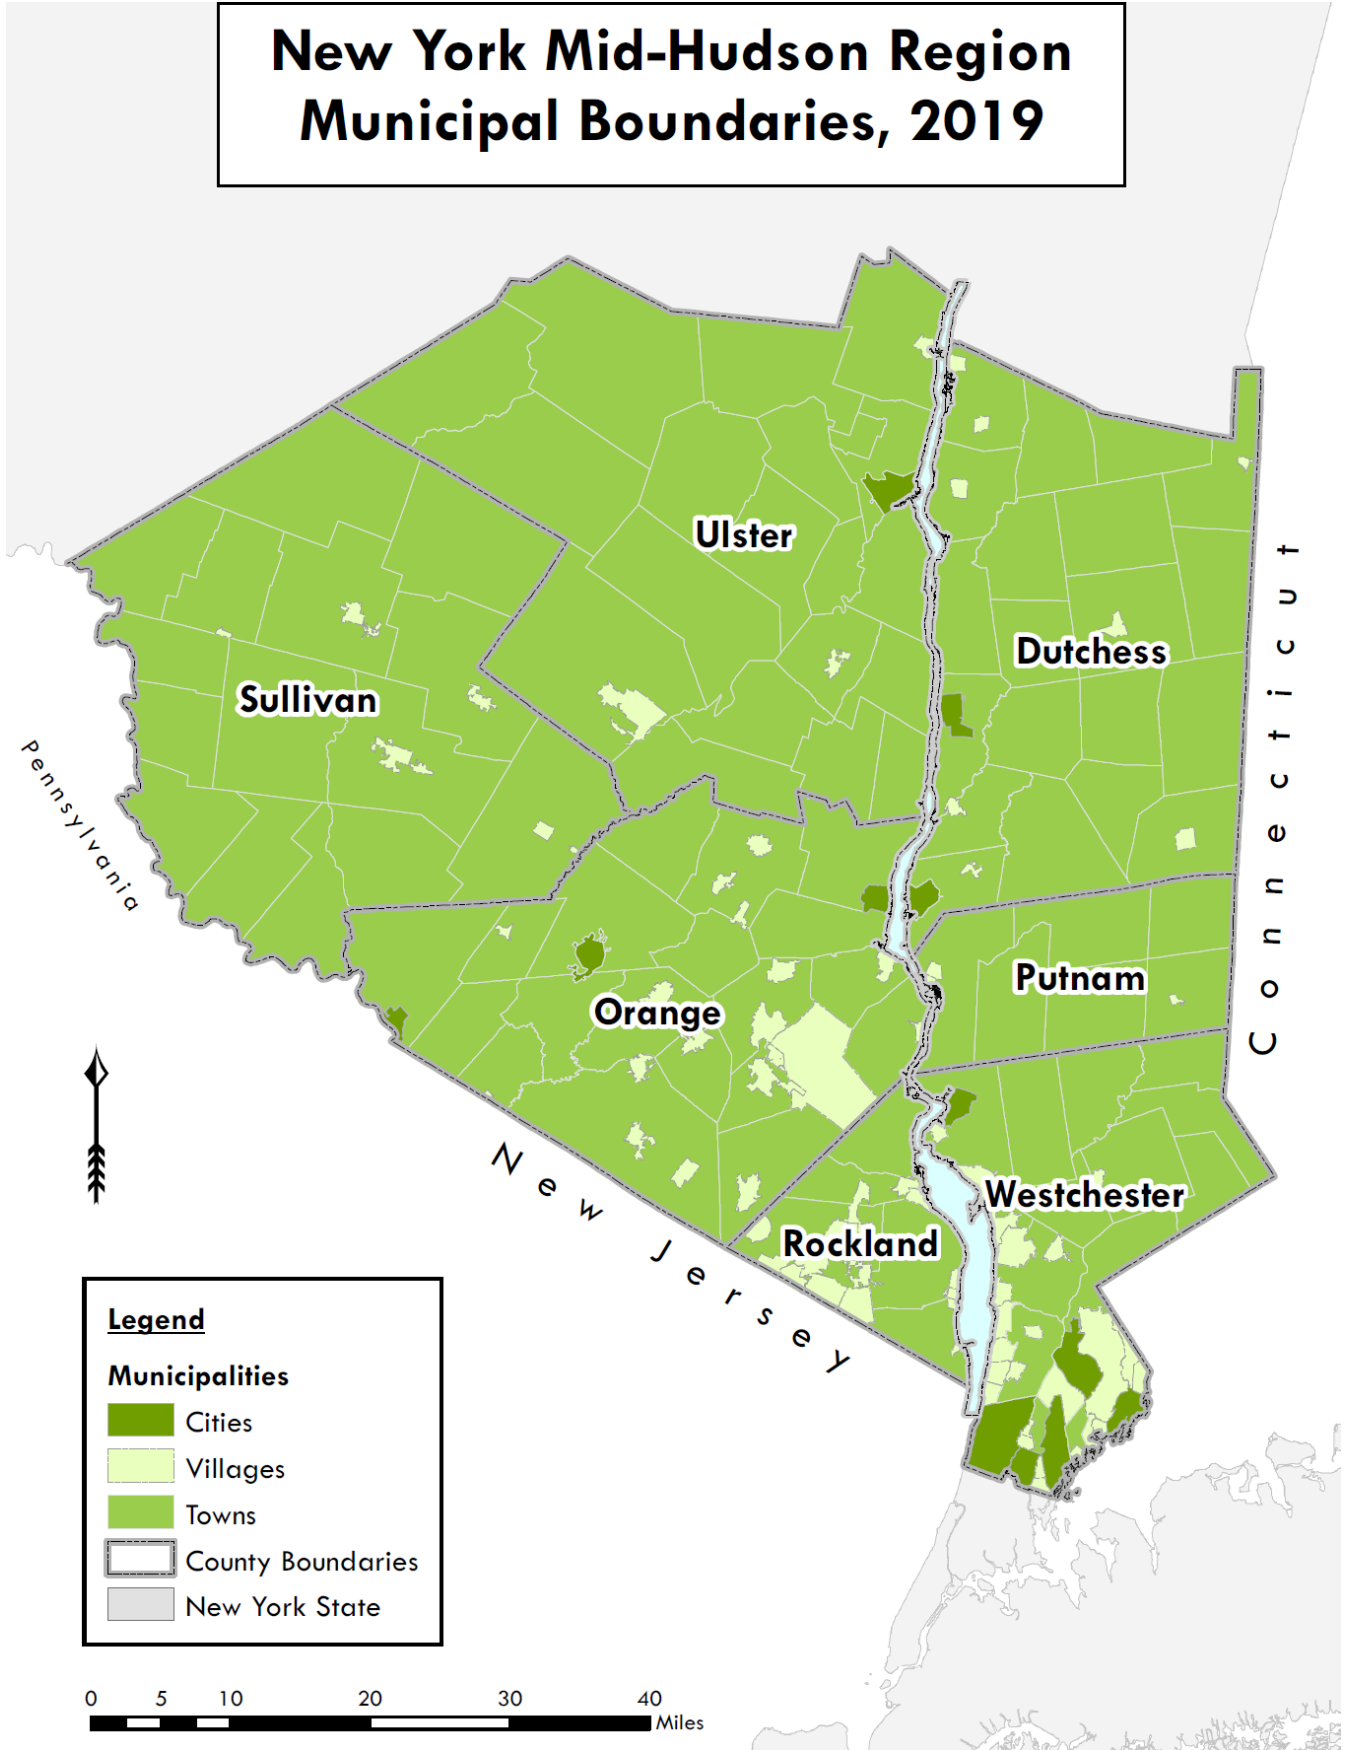 New York Mid-Hudson Region
Municipal Boundaries, 2019
Ulster
Dutchess
Sullivan
Connecticut
Pennsylvania
Putnam
Orange
Westchester
Rockland
New Jersey
Legend
Municipalities
Cities
Villages
Towns
County Boundaries
New York State
0 5 10 20 30 40
Miles